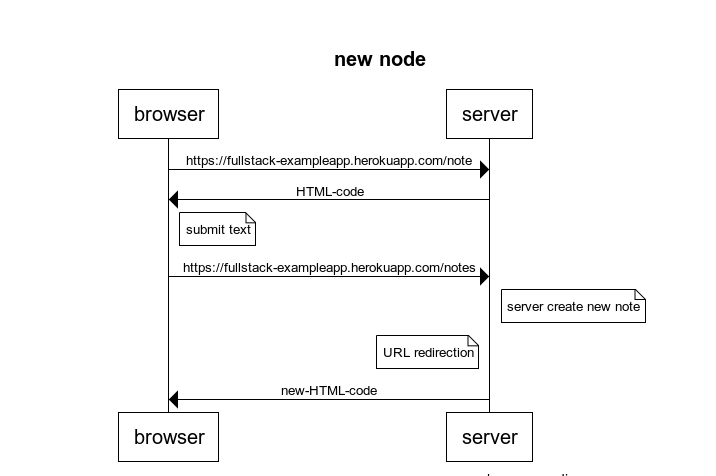 new node
browser
server
https://fullstack-exampleapp.herokuapp.com/note
HTML-code
submit text
https://fullstack-exampleapp.herokuapp.com/notes
server create new note
URL redirection
new-HTML-code
browser
server